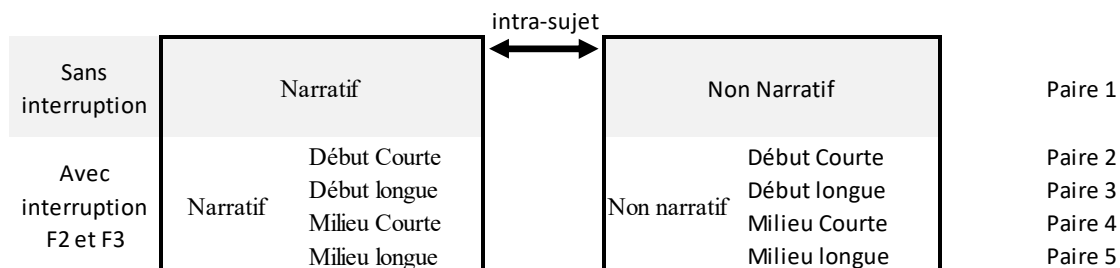 intra-sujet
Sans
interruption
Narratif
Non Narratif
Paire 1
Avec
interruption
F2 et F3
Narratif
Début Courte
Début longue
Milieu Courte
Milieu longue
Non narratif
Début Courte
Début longue
Milieu Courte
Milieu longue
Paire 2
Paire 3
Paire 4
Paire 5